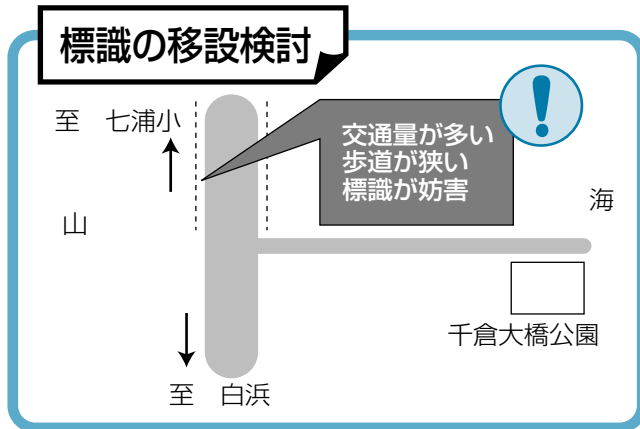 標識の移設検討
至 七浦小
交通量が多い
歩道が狭い
標識が妨害
!
海
山
千倉大橋公園
至 白浜